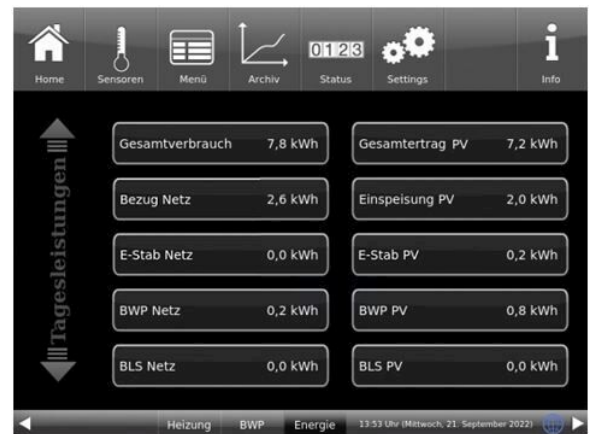 Home Sensoren Menü Archiv 0123 Status Settings i Info
Tagesleistungen
Gesamtverbrauch 7,8 kWh Gesamtertrag PV 7,2 kWh
Bezug Netz 2,6 kWh Einspeisung PV 2,0 kWh
E-Stab Netz 0,0 kWh E-Stab PV 0,2 kWh
BWP Netz 0,2 kWh BWP PV 0,8 kWh
BLS Netz 0,0 kWh BLS PV 0,0 kWh
Heizung BWP Energie 13:53 Uhr (Mittwoch, 21. September 2022)